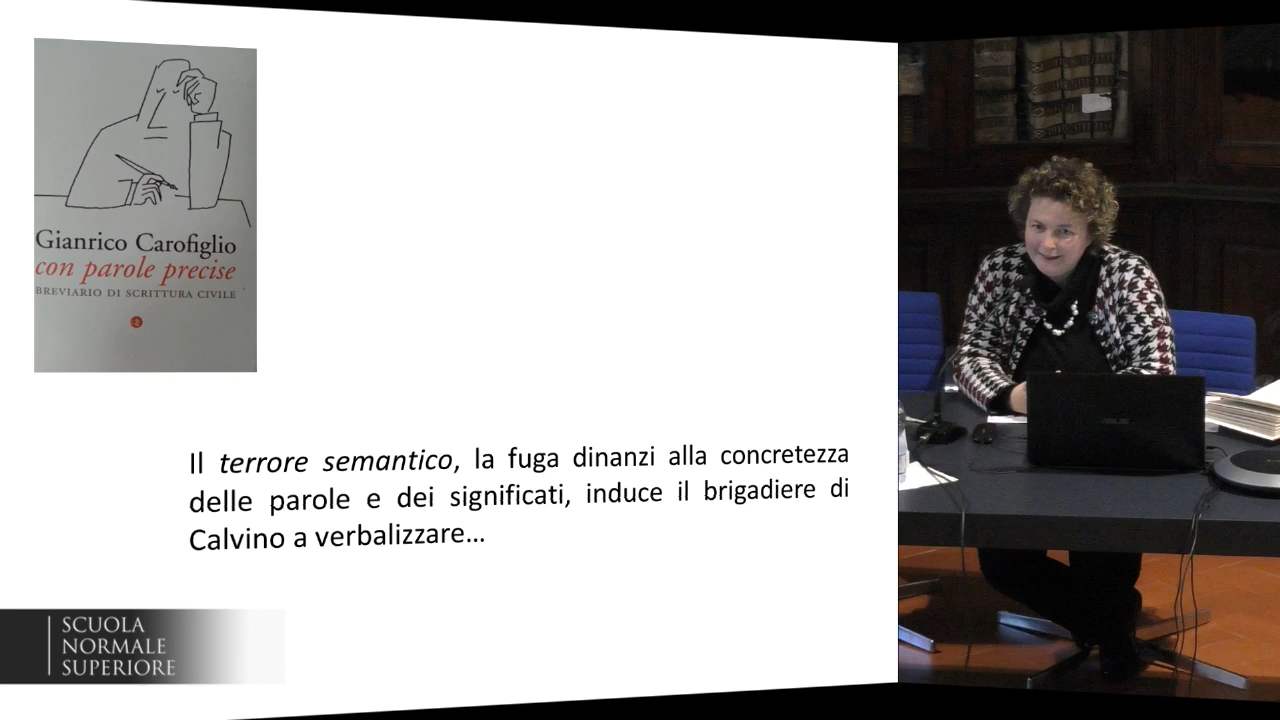 Gianrico Carofiglio
con parole precise
BREVIARIO DI SCRITTURA CIVILE
Il terrore semantico, la fuga dinanzi alla concretezza
delle parole e dei significati, induce il brigadiere di
Calvino a verbalizzare…
SCUOLA
NORMALE
SUPERIORE
ASUS